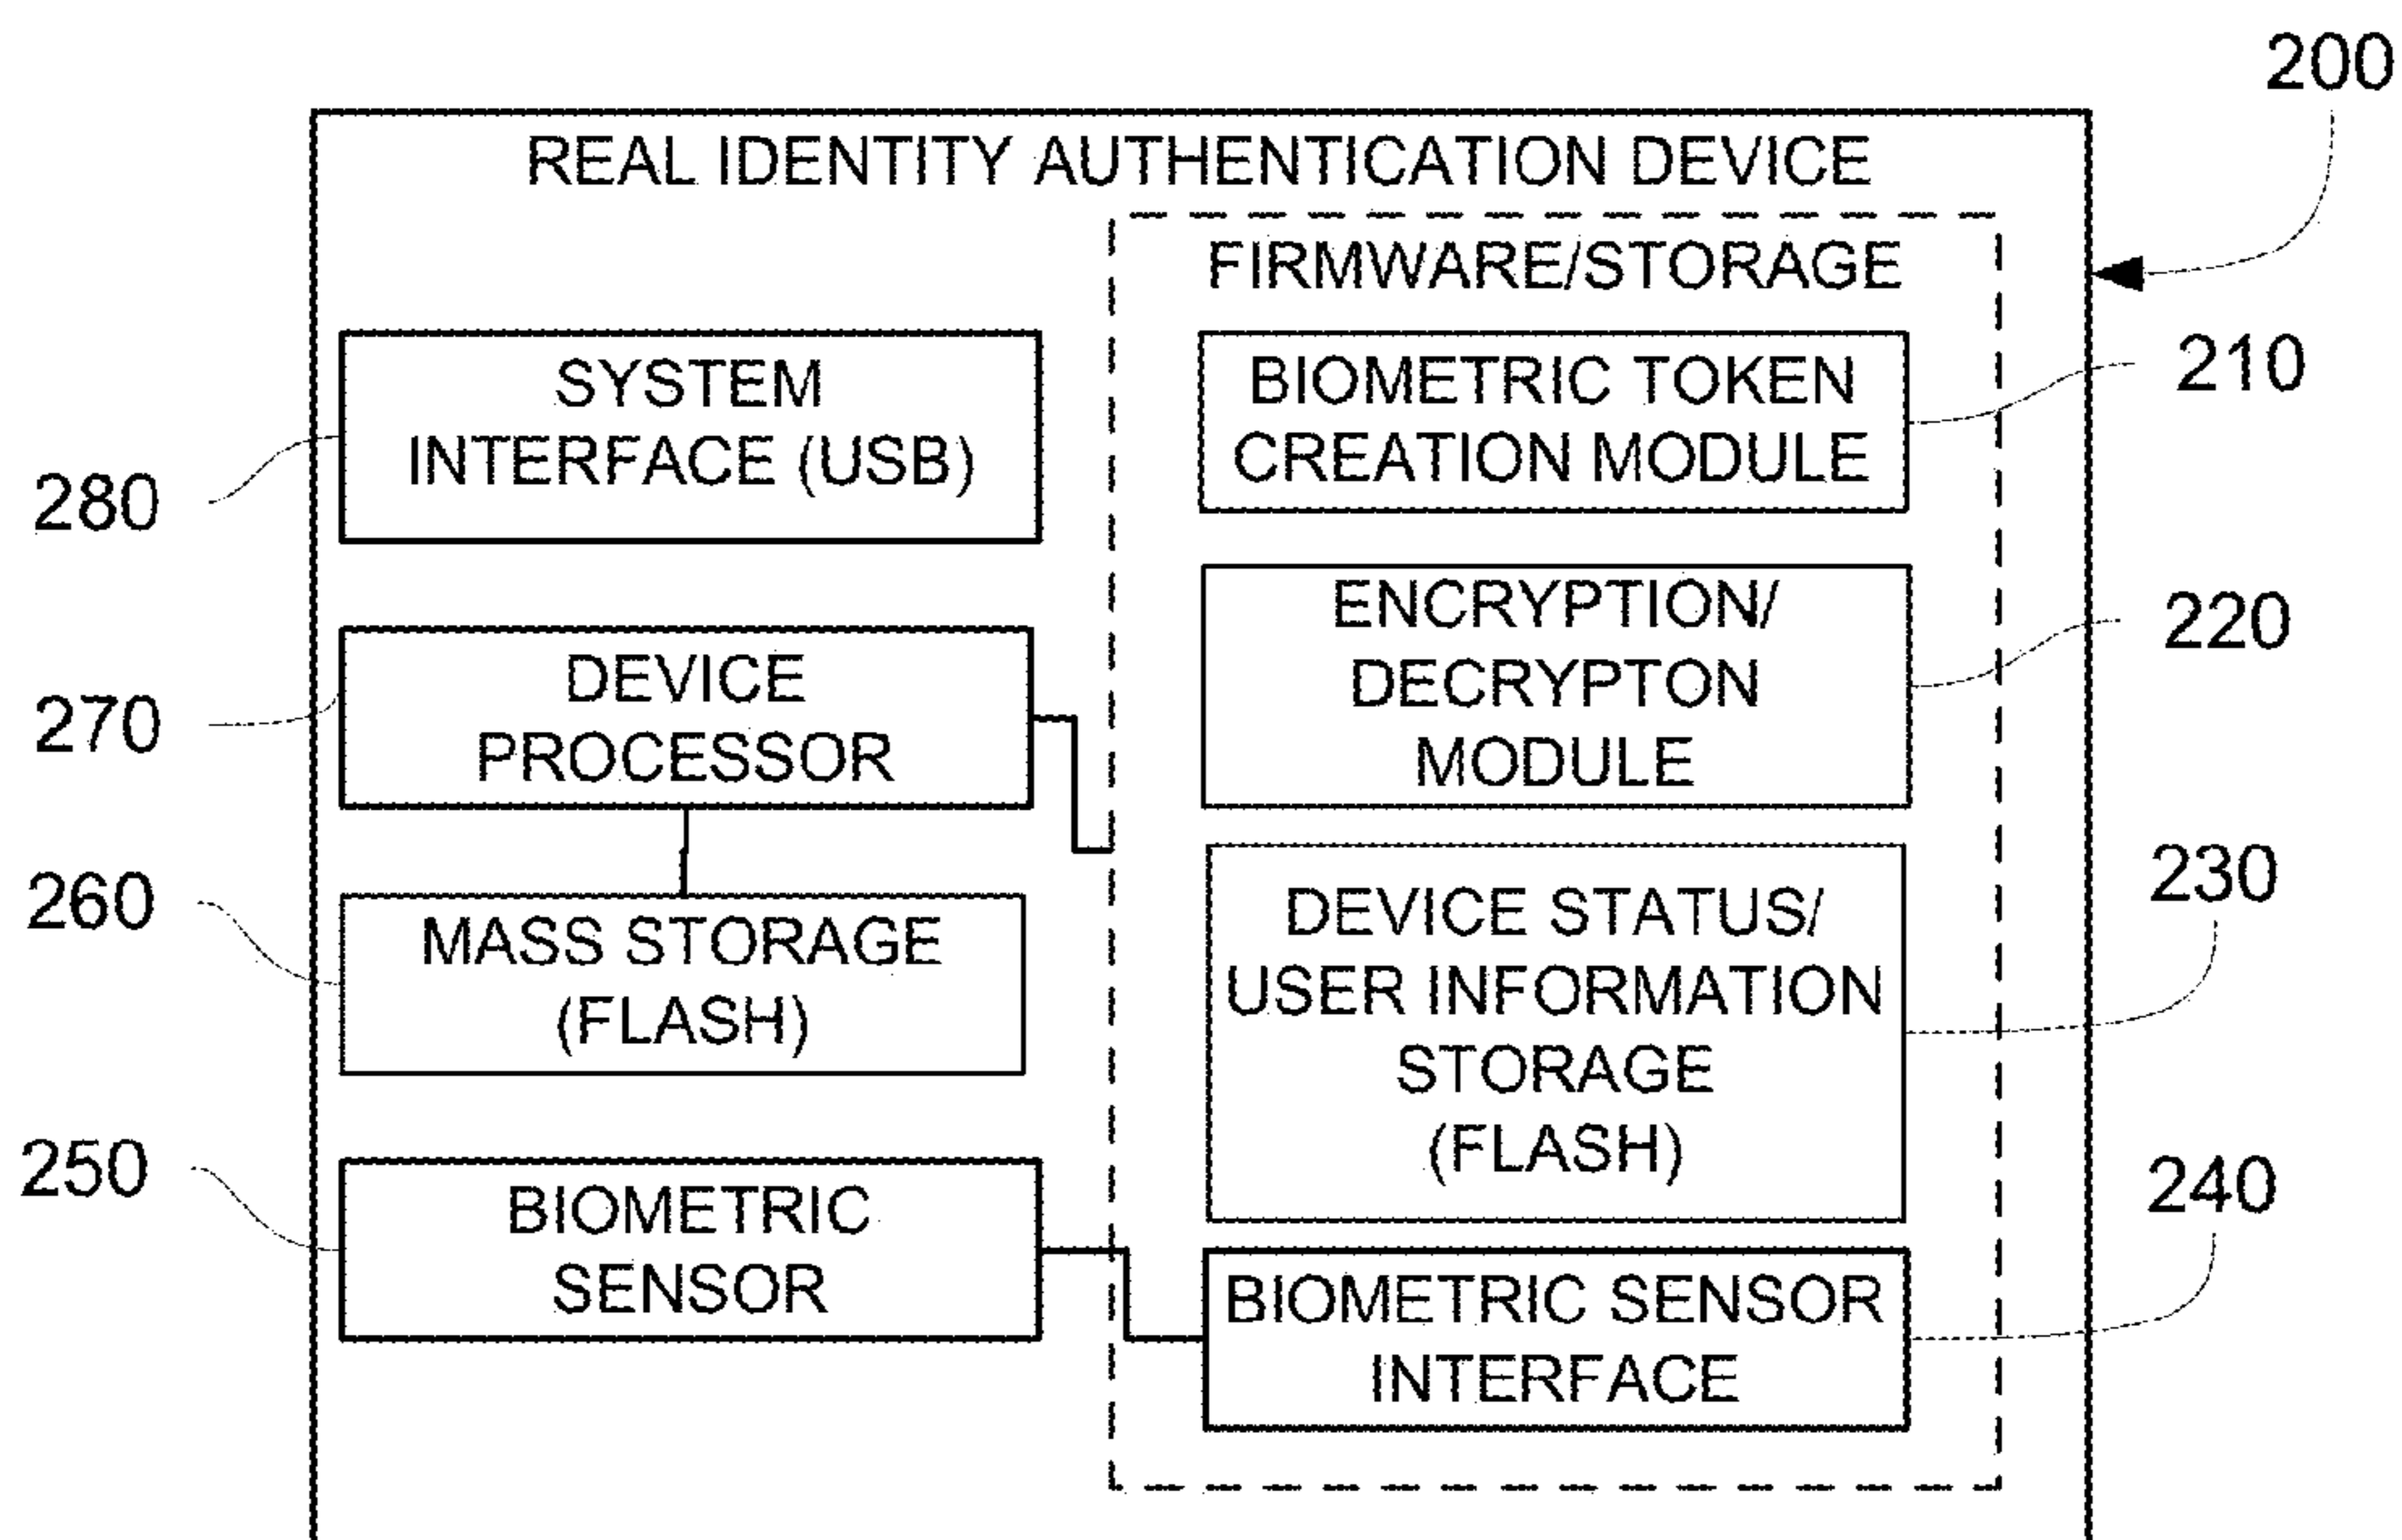 200
REAL IDENTITY AUTHENTICATION DEVICE
FIRMWARE/STORAGE
SYSTEM
INTERFACE (USB)
280
BIOMETRIC TOKEN
CREATION MODULE
210
DEVICE
PROCESSOR
270
ENCRYPTION/
DECRYPTON
MODULE
220
MASS STORAGE
(FLASH)
260
DEVICE STATUS/
USER INFORMATION
STORAGE
(FLASH)
230
BIOMETRIC
SENSOR
250
BIOMETRIC SENSOR
INTERFACE
240